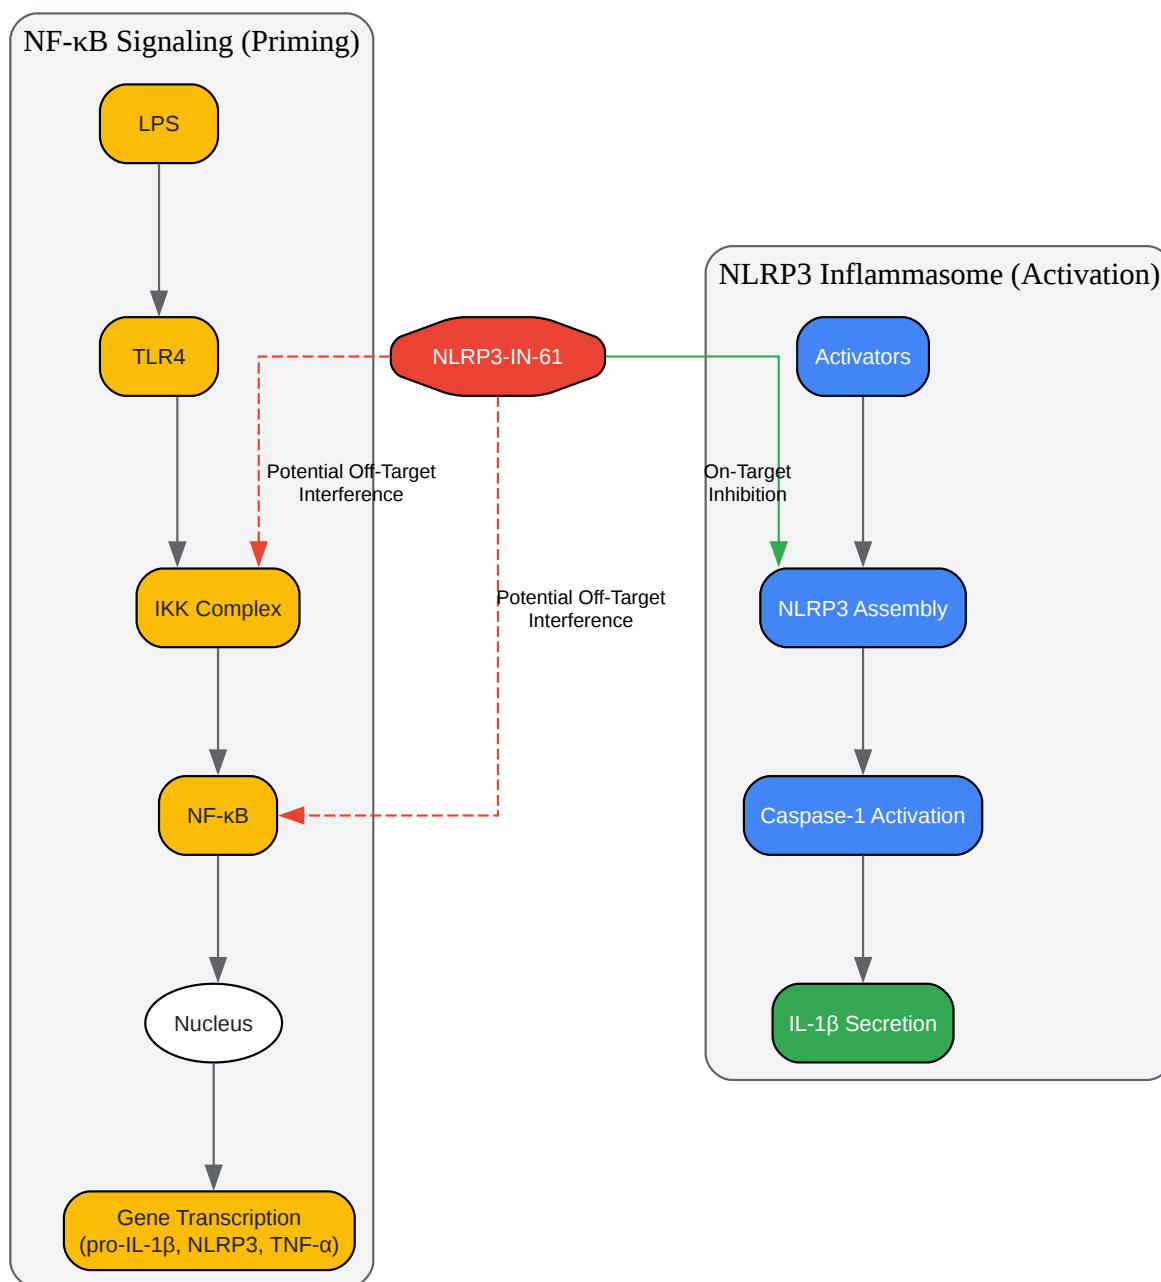 NF-κB Signaling (Priming)
LPS
TLR4
IKK Complex
NF-κB
Nucleus
Gene Transcription
(pro-IL-1β, NLRP3, TNF-α)
NLRP3-IN-61
Potential Off-Target
Interference
Potential Off-Target
Interference
On-Target
Inhibition
NLRP3 Inflammasome (Activation)
Activators
NLRP3 Assembly
Caspase-1 Activation
IL-1β Secretion